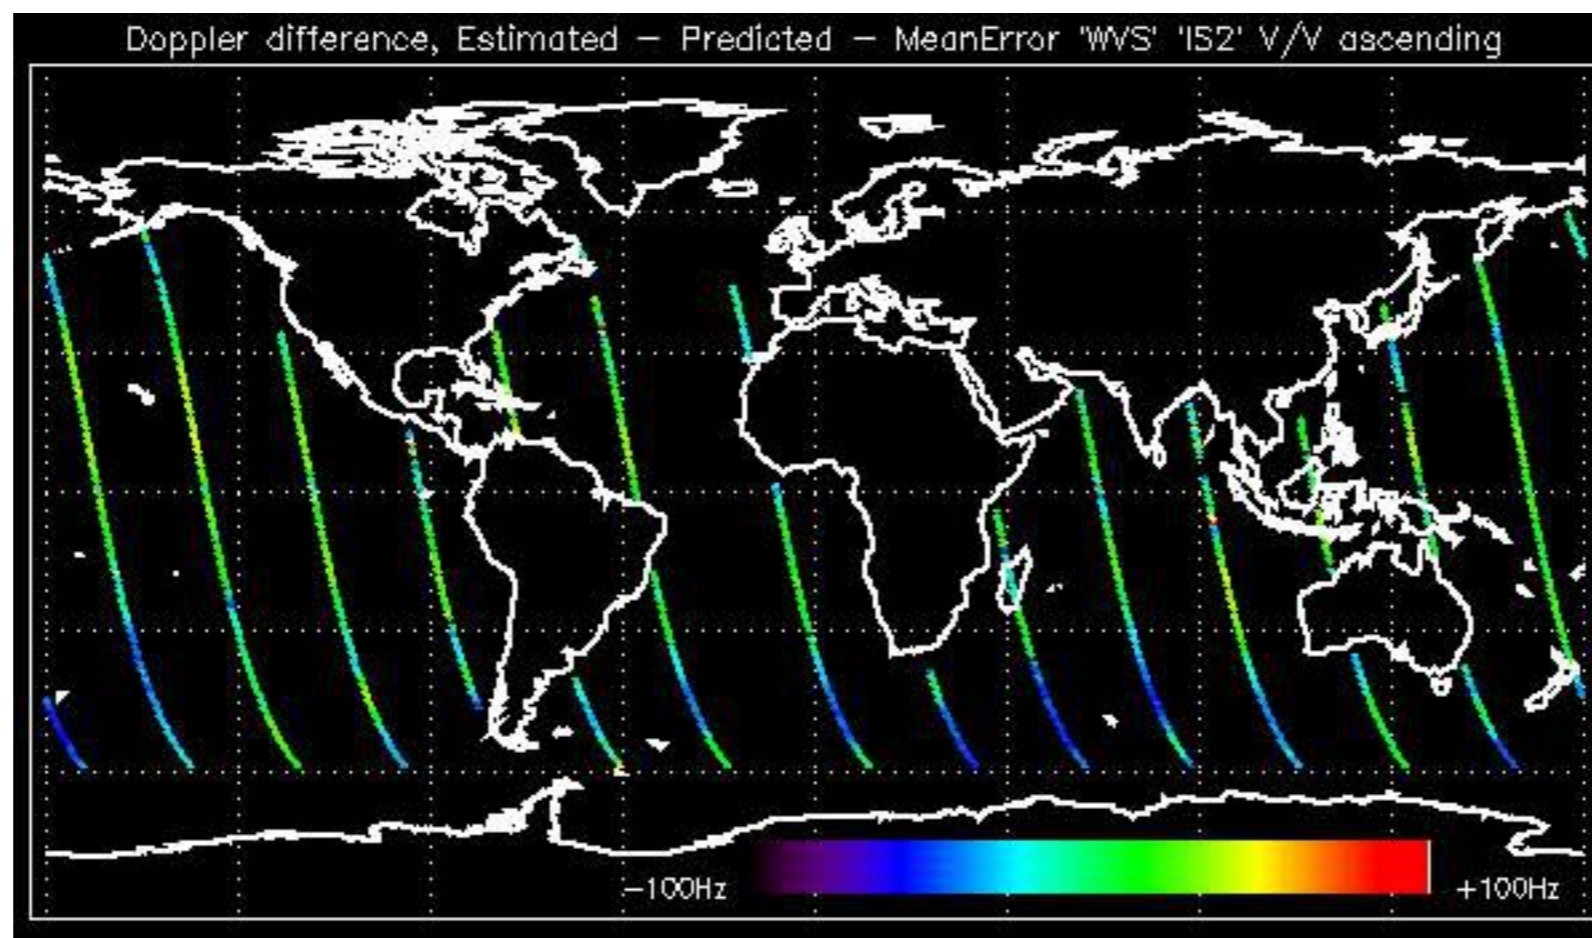 Doppler difference, Estimated — Predicted — MeanError 'WVS' 'IS2' V/V ascending
−100Hz
+100Hz